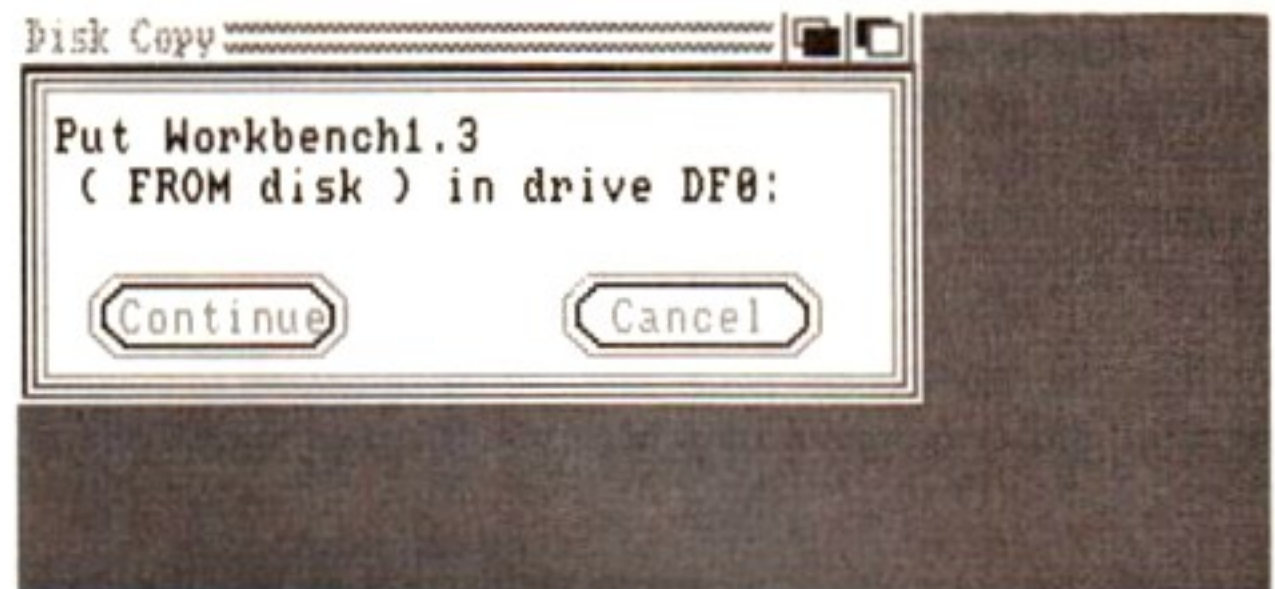 Disk Copy
Put Workbench1.3
( FROM disk ) in drive DF0:
Continue
Cancel